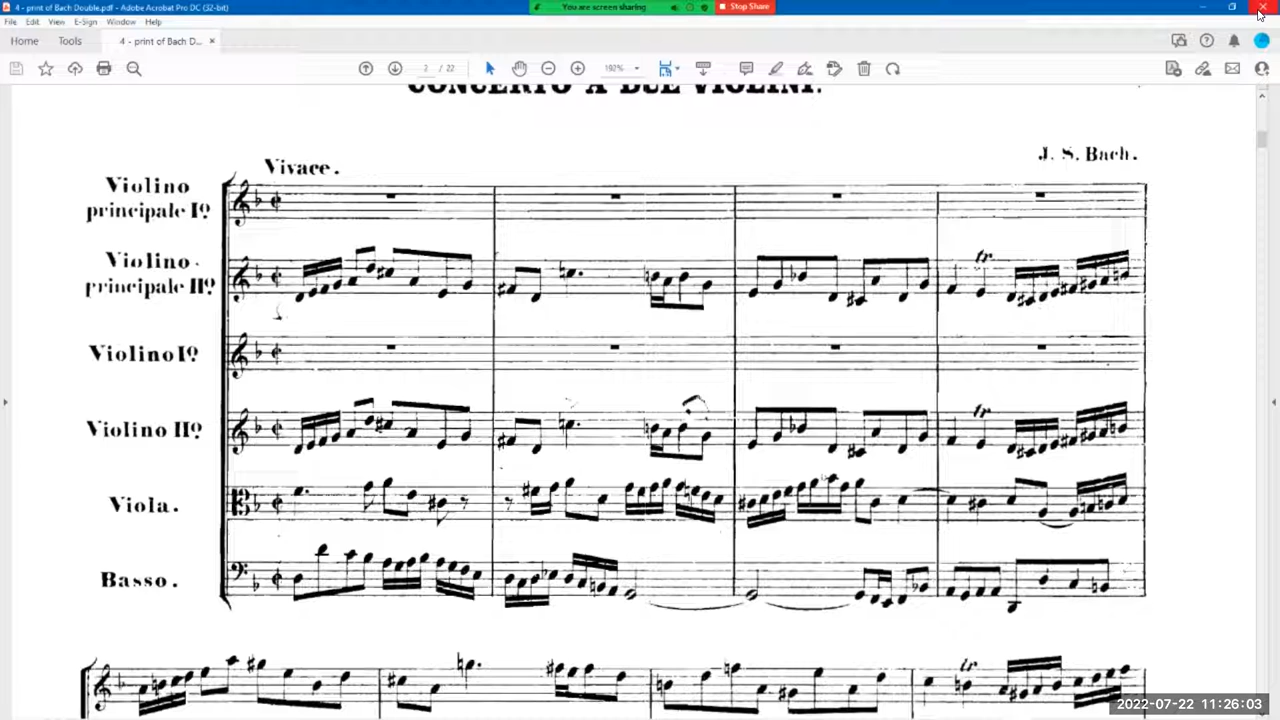 4 - print of Bach Double.pdf - Adobe Acrobat Pro DC (32-bit)
You are screen sharing
Stop Share
File Edit View E-Sign Window Help
Home Tools 4 - print of Bach D... ×
2 / 22
192%
CONCERTO A DUE VIOLINI.
Vivace.
J. S. Bach.
Violino
principale Iº
Violino
principale IIº
Violino Iº
Violino IIº
Viola.
Basso.
tr
tr
tr
2022-07-22 11:26:03